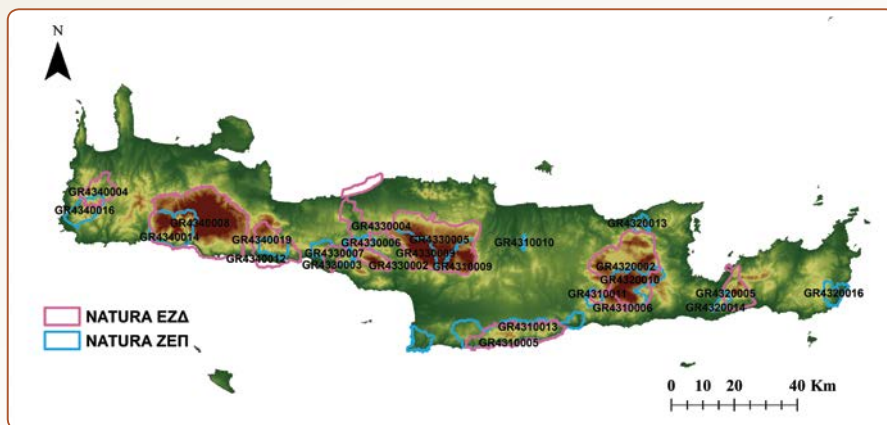 N
GR4340004
GR4340016
GR4340008
GR4340014
GR4340019
GR4340012
GR4330004
GR4330006
GR4330005
GR4330007
GR4330009
GR4330003
GR4330002
GR4310009
GR4310010
GR4320013
GR4320002
GR4320010
GR4310011
GR4310006
GR4320005
GR4320014
GR4320016
GR4310013
GR4310005
NATURA ΕΖΔ
NATURA ΖΕΠ
0 10 20 40 Km